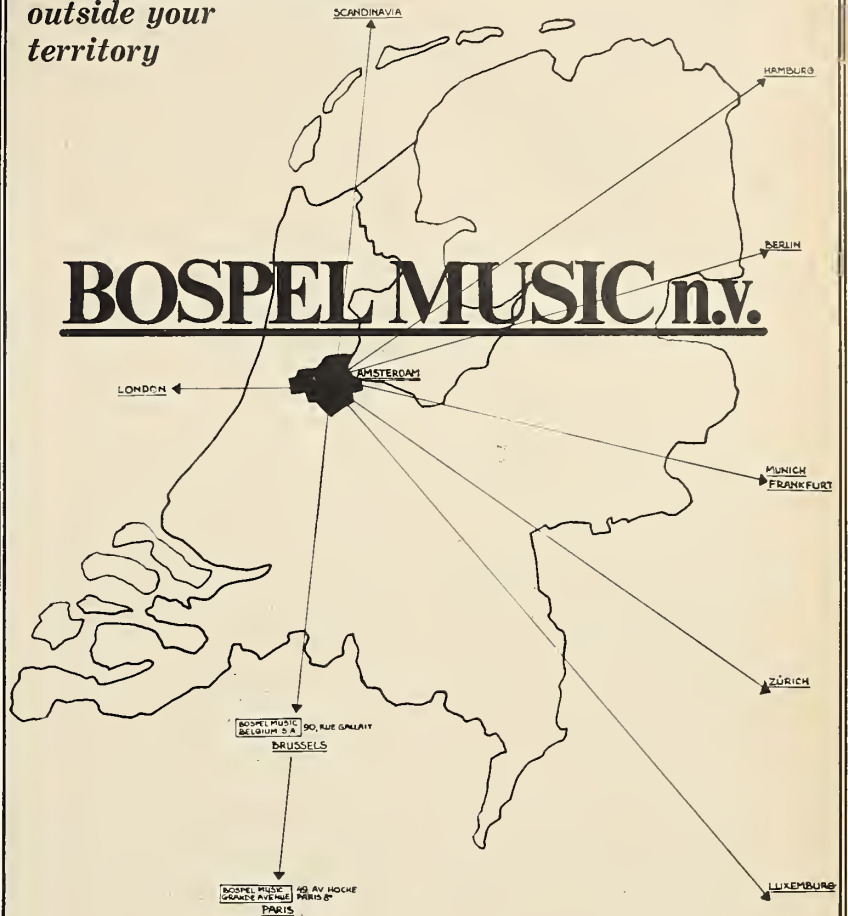 outside your
territory
SCANDINAVIA
HAMBURG
BERLIN
BOSPEL MUSIC n.v.
AMSTERDAM
LONDON
MUNICH
FRANKFURT
ZÜRICH
BOSPEL MUSIC
BELGIUM S.A
90, RUE GALLAIT
BRUSSELS
LUXEMBURG
BOSPEL MUSIC
GRANDE AVENUE
49 AV HOCHE
PARIS 8e
PARIS